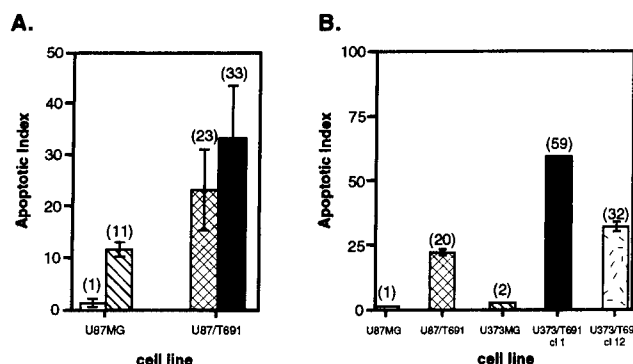 A.
50
40
30
20
10
0
Apoptotic Index
(1)
(11)
(23)
(33)
U87MG
U87/T691
cell line
B.
100
75
50
25
0
Apoptotic Index
(1)
(20)
(2)
(59)
(32)
U87MG
U87/T691
U373MG
U373/T691
cl 1
U373/T691
cl 12
cell line